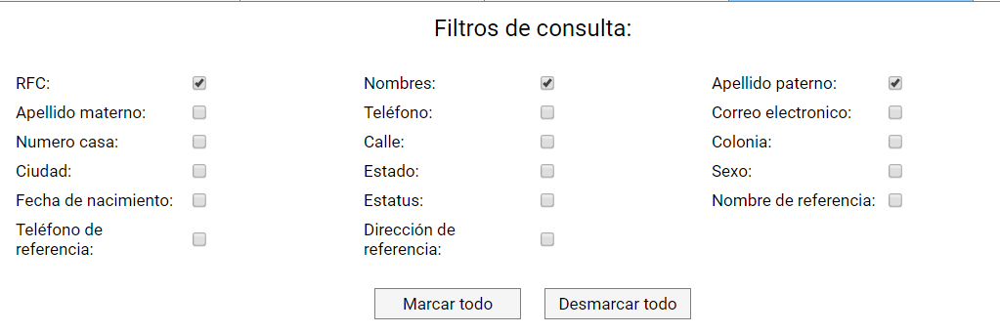 Filtros de consulta:
RFC:
Nombres:
Apellido paterno:
Apellido materno:
Teléfono:
Correo electronico:
Numero casa:
Calle:
Colonia:
Ciudad:
Estado:
Sexo:
Fecha de nacimiento:
Estatus:
Nombre de referencia:
Teléfono de
referencia:
Dirección de
referencia:
Marcar todo
Desmarcar todo